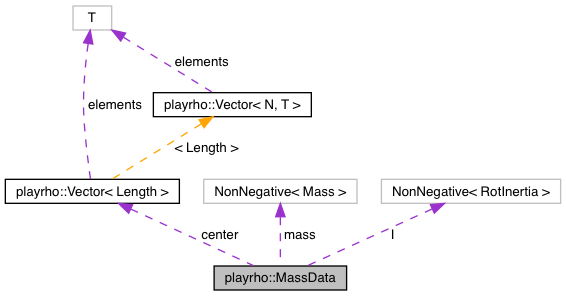 T
elements
elements
playrho::Vector< N, T >
< Length >
playrho::Vector< Length >
NonNegative< Mass >
NonNegative< RotInertia >
center
mass
I
playrho::MassData